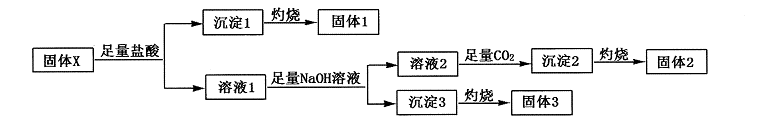 沉淀1 灼烧 固体1
固体X 足量盐酸
溶液2 足量CO₂ 沉淀2 灼烧 固体2
溶液1 足量NaOH溶液
沉淀3 灼烧 固体3